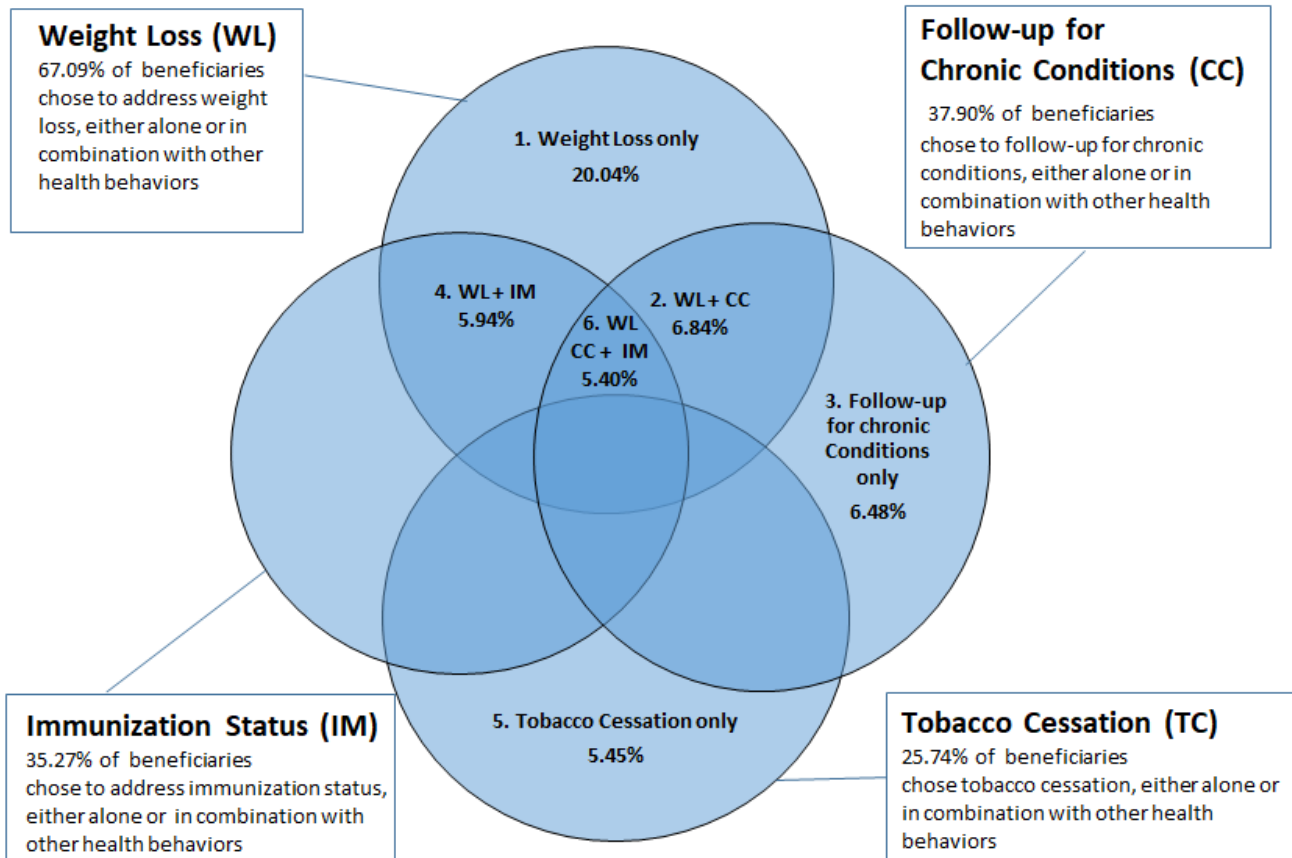 Weight Loss (WL)
67.09% of beneficiaries
chose to address weight
loss, either alone or in
combination with other
health behaviors
Follow-up for
Chronic Conditions (CC)
37.90% of beneficiaries
chose to follow-up for chronic
conditions, either alone or in
combination with other health
behaviors
1. Weight Loss only
20.04%
4. WL + IM
5.94%
6. WL
CC + IM
5.40%
2. WL + CC
6.84%
3. Follow-up
for chronic
Conditions
only
6.48%
5. Tobacco Cessation only
5.45%
Immunization Status (IM)
35.27% of beneficiaries
chose to address immunization status,
either alone or in combination with
other health behaviors
Tobacco Cessation (TC)
25.74% of beneficiaries
chose tobacco cessation, either alone or
in combination with other health
behaviors